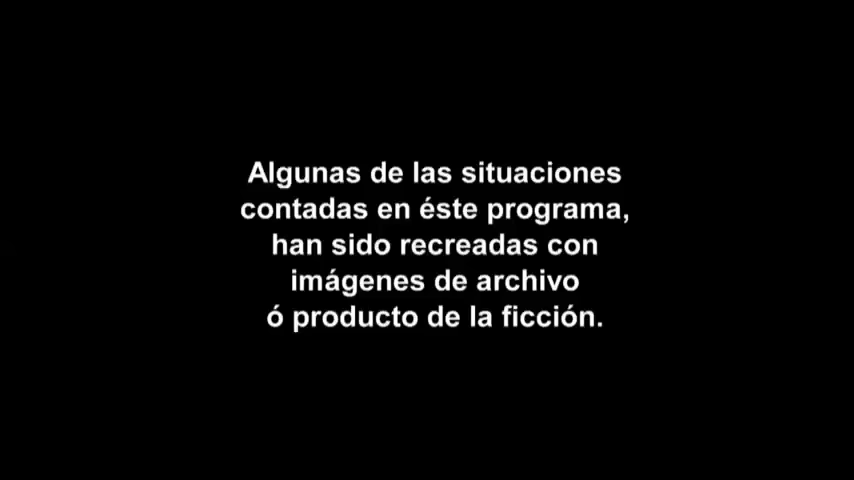 Algunas de las situaciones
contadas en éste programa,
han sido recreadas con
imágenes de archivo
ó producto de la ficción.